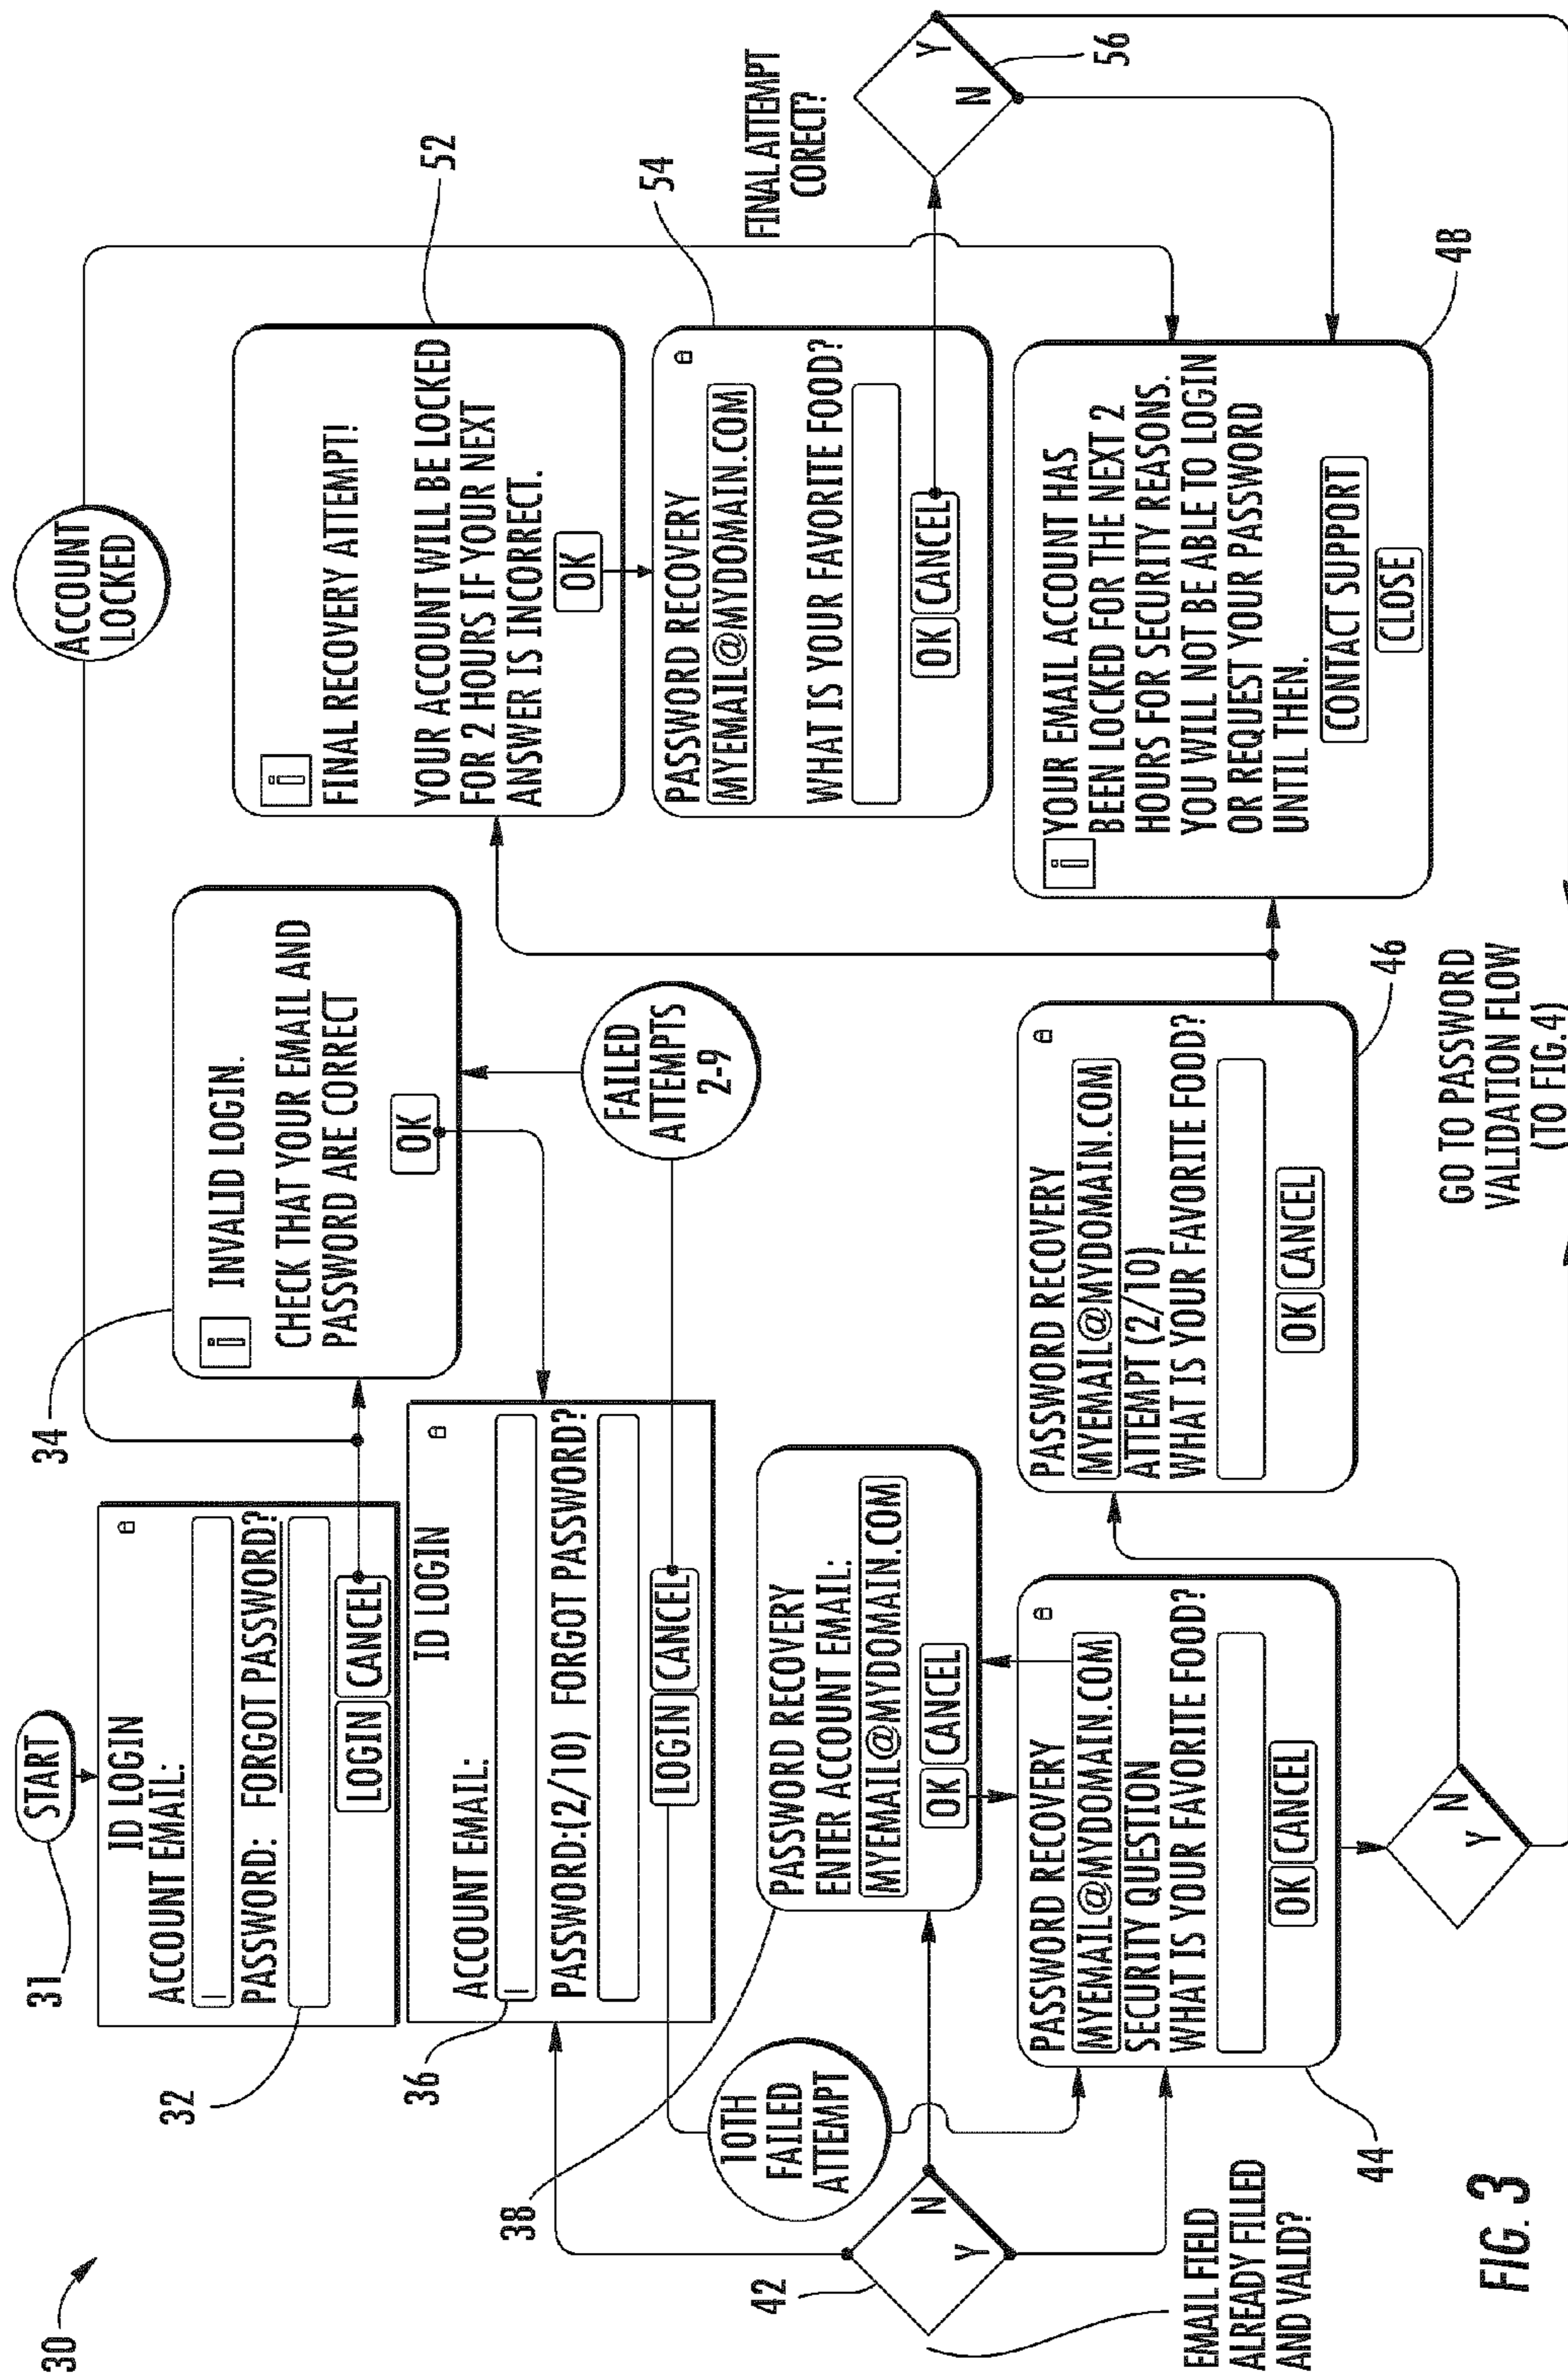 30
31
START
ID LOGIN
ACCOUNT EMAIL:
PASSWORD: FORGOT PASSWORD?
LOGIN CANCEL
32
34
i INVALID LOGIN.
CHECK THAT YOUR EMAIL AND
PASSWORD ARE CORRECT
OK
ACCOUNT
LOCKED
36
ID LOGIN
ACCOUNT EMAIL:
PASSWORD:(2/10) FORGOT PASSWORD?
LOGIN CANCEL
FAILED
ATTEMPTS
2-9
i
FINAL RECOVERY ATTEMPT!
YOUR ACCOUNT WILL BE LOCKED
FOR 2 HOURS IF YOUR NEXT
ANSWER IS INCORRECT.
OK
52
38
10TH
FAILED
ATTEMPT
PASSWORD RECOVERY
ENTER ACCOUNT EMAIL:
MYEMAIL@MYDOMAIN.COM
OK CANCEL
PASSWORD RECOVERY
MYEMAIL@MYDOMAIN.COM
WHAT IS YOUR FAVORITE FOOD?
OK CANCEL
54
FINAL ATTEMPT
CORECT?
Y
N
56
42
N
Y
EMAIL FIELD
ALREADY FILLED
AND VALID?
PASSWORD RECOVERY
MYEMAIL@MYDOMAIN.COM
SECURITY QUESTION
WHAT IS YOUR FAVORITE FOOD?
OK CANCEL
44
N
Y
PASSWORD RECOVERY
MYEMAIL@MYDOMAIN.COM
ATTEMPT (2/10)
WHAT IS YOUR FAVORITE FOOD?
OK CANCEL
46
i YOUR EMAIL ACCOUNT HAS
BEEN LOCKED FOR THE NEXT 2
HOURS FOR SECURITY REASONS.
YOU WILL NOT BE ABLE TO LOGIN
OR REQUEST YOUR PASSWORD
UNTIL THEN.
CONTACT SUPPORT
CLOSE
48
GO TO PASSWORD
VALIDATION FLOW
(TO FIG.4)
FIG. 3